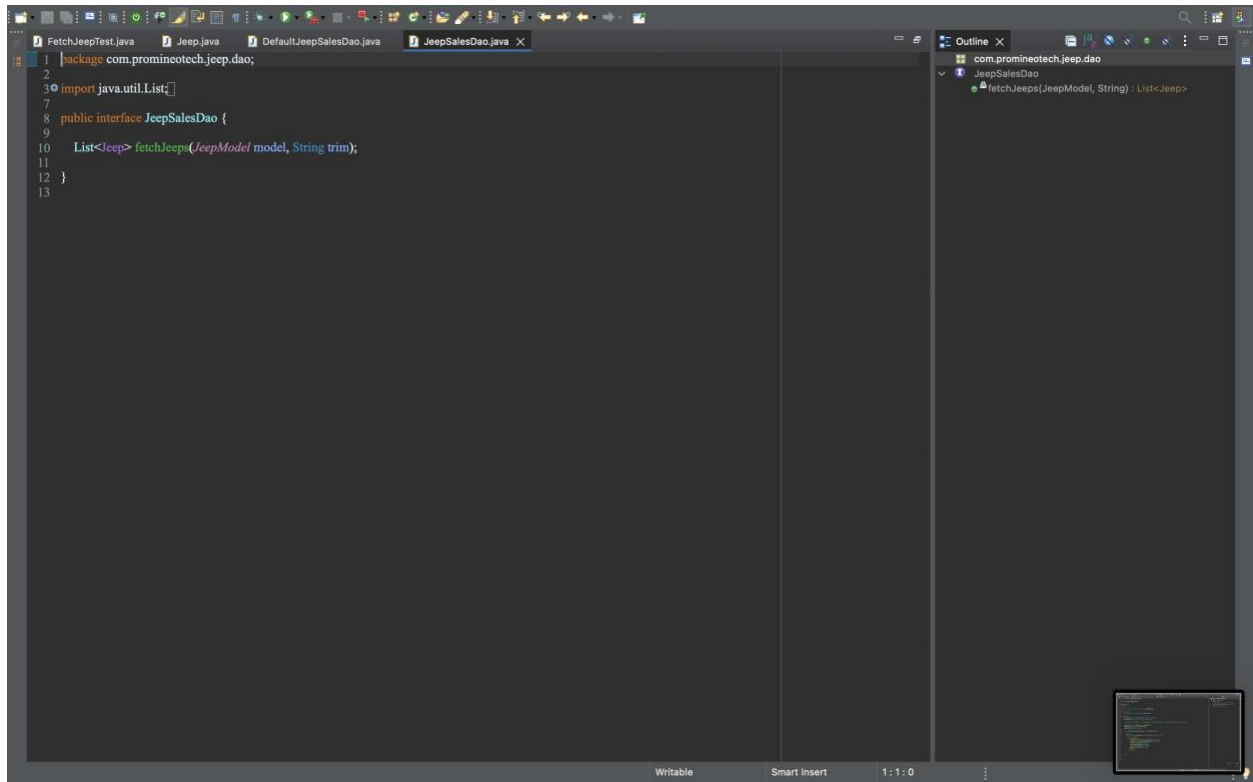 FetchJeepTest.java Jeep.java DefaultJeepSalesDao.java JeepSalesDao.java
1 package com.promineotech.jeep.dao;
2
3 import java.util.List;
7
8 public interface JeepSalesDao {
9
10 List<Jeep> fetchJeeps(JeepModel model, String trim);
11
12 }
13
Outline
com.promineotech.jeep.dao
JeepSalesDao
fetchJeeps(JeepModel, String) : List<Jeep>
Writable Smart Insert 1:1:0